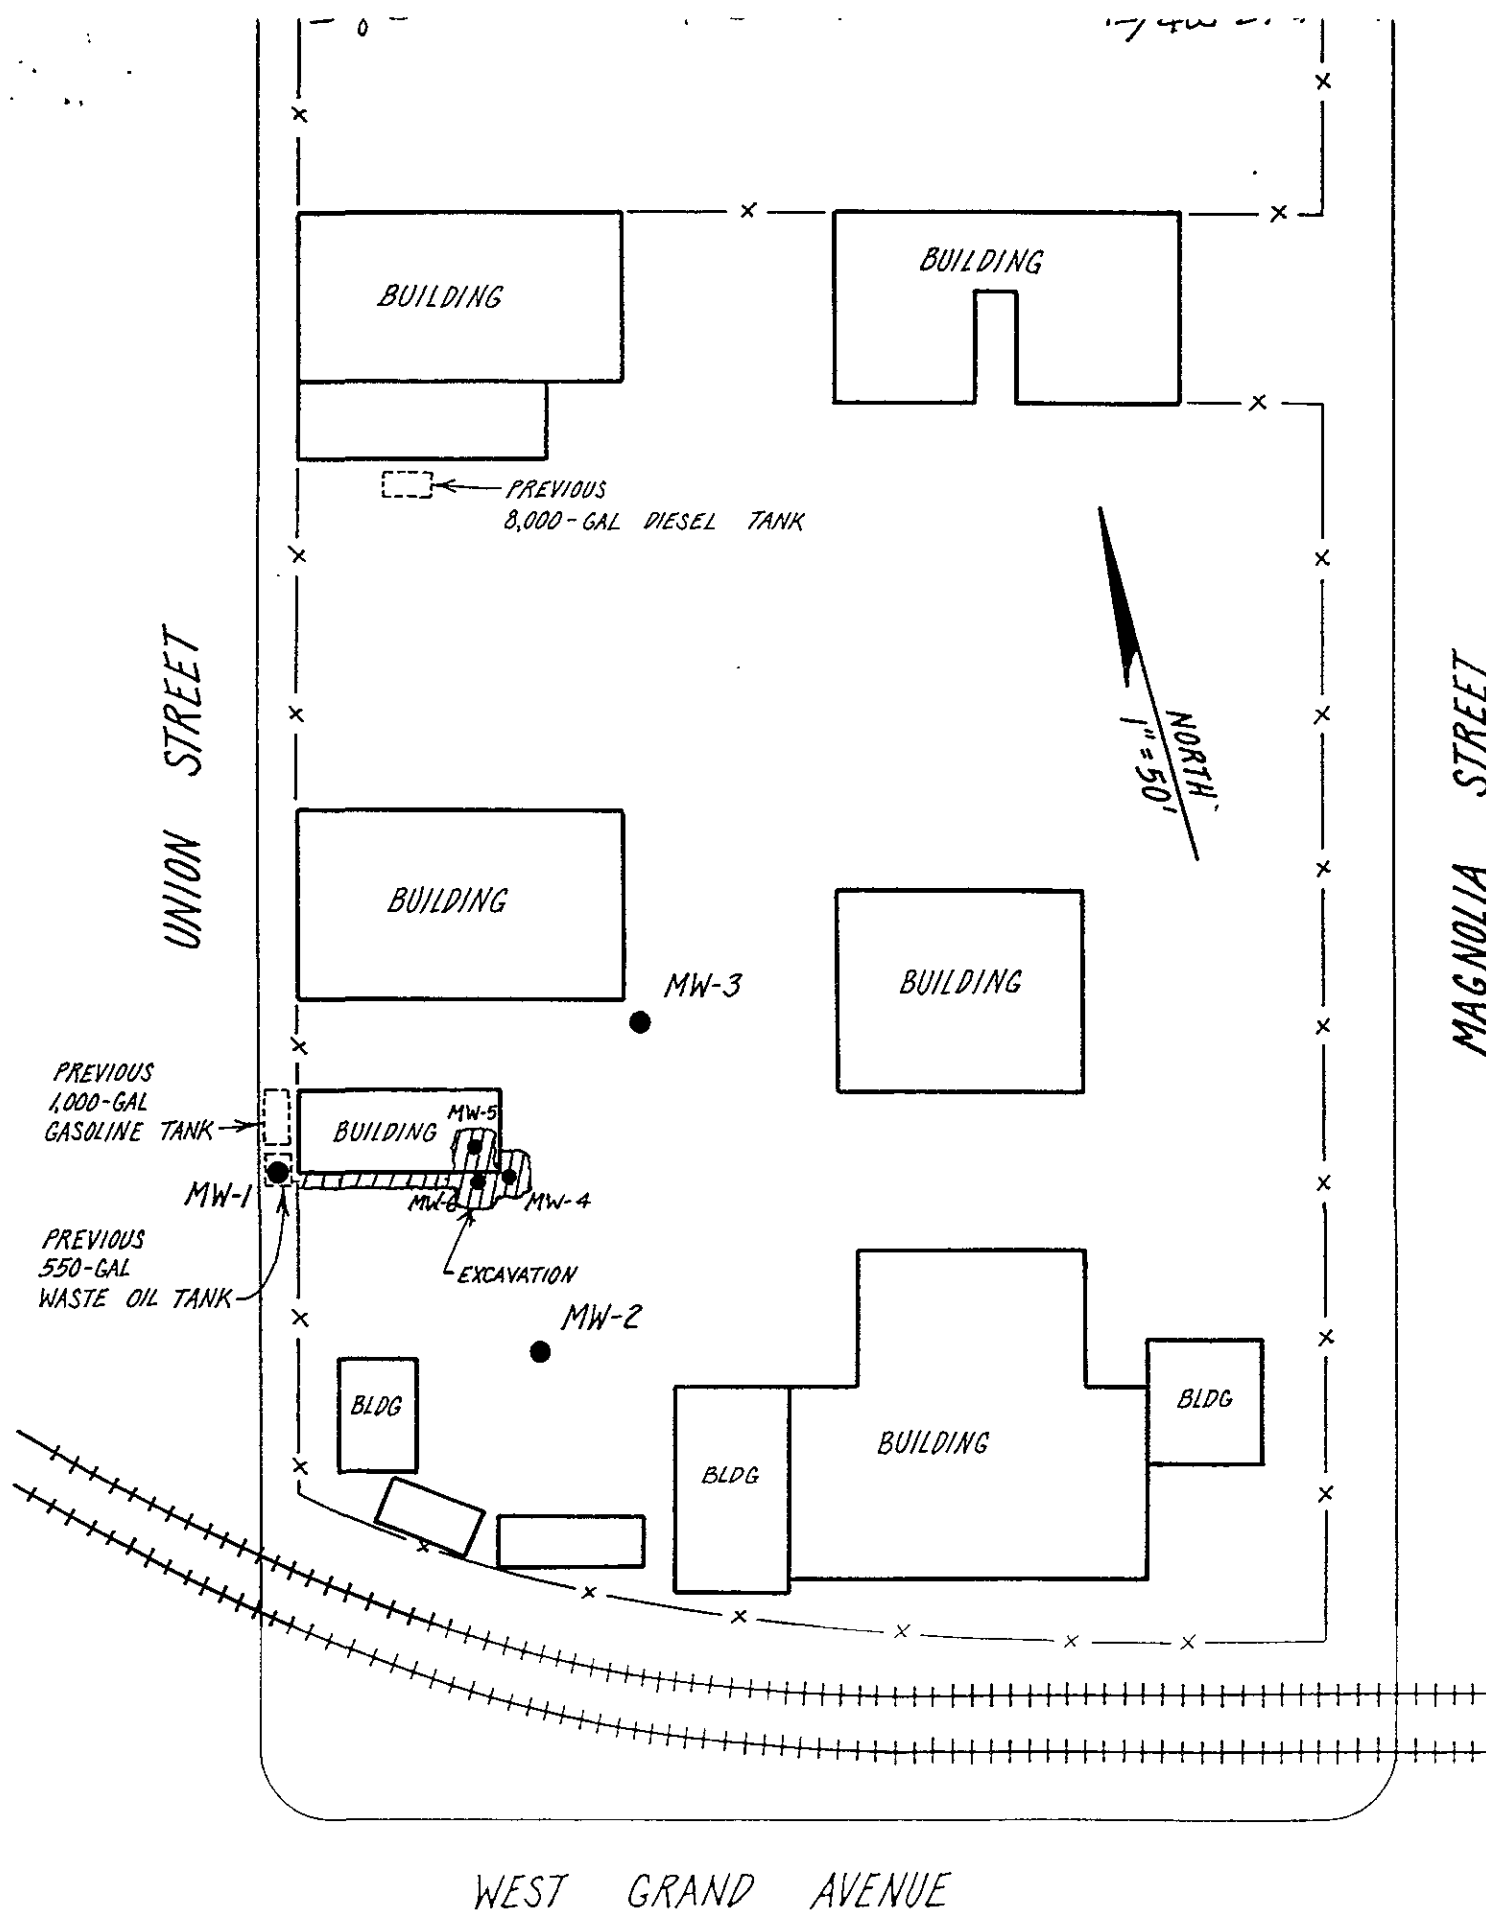 BUILDING
BUILDING
PREVIOUS
8,000-GAL DIESEL TANK
UNION STREET
MAGNOLIA STREET
NORTH
1" = 50'
BUILDING
BUILDING
MW-3
PREVIOUS
1,000-GAL
GASOLINE TANK
BUILDING
MW-5
MW-1
MW-6
MW-4
PREVIOUS
550-GAL
WASTE OIL TANK
EXCAVATION
MW-2
BLDG
BLDG
BUILDING
BLDG
WEST GRAND AVENUE